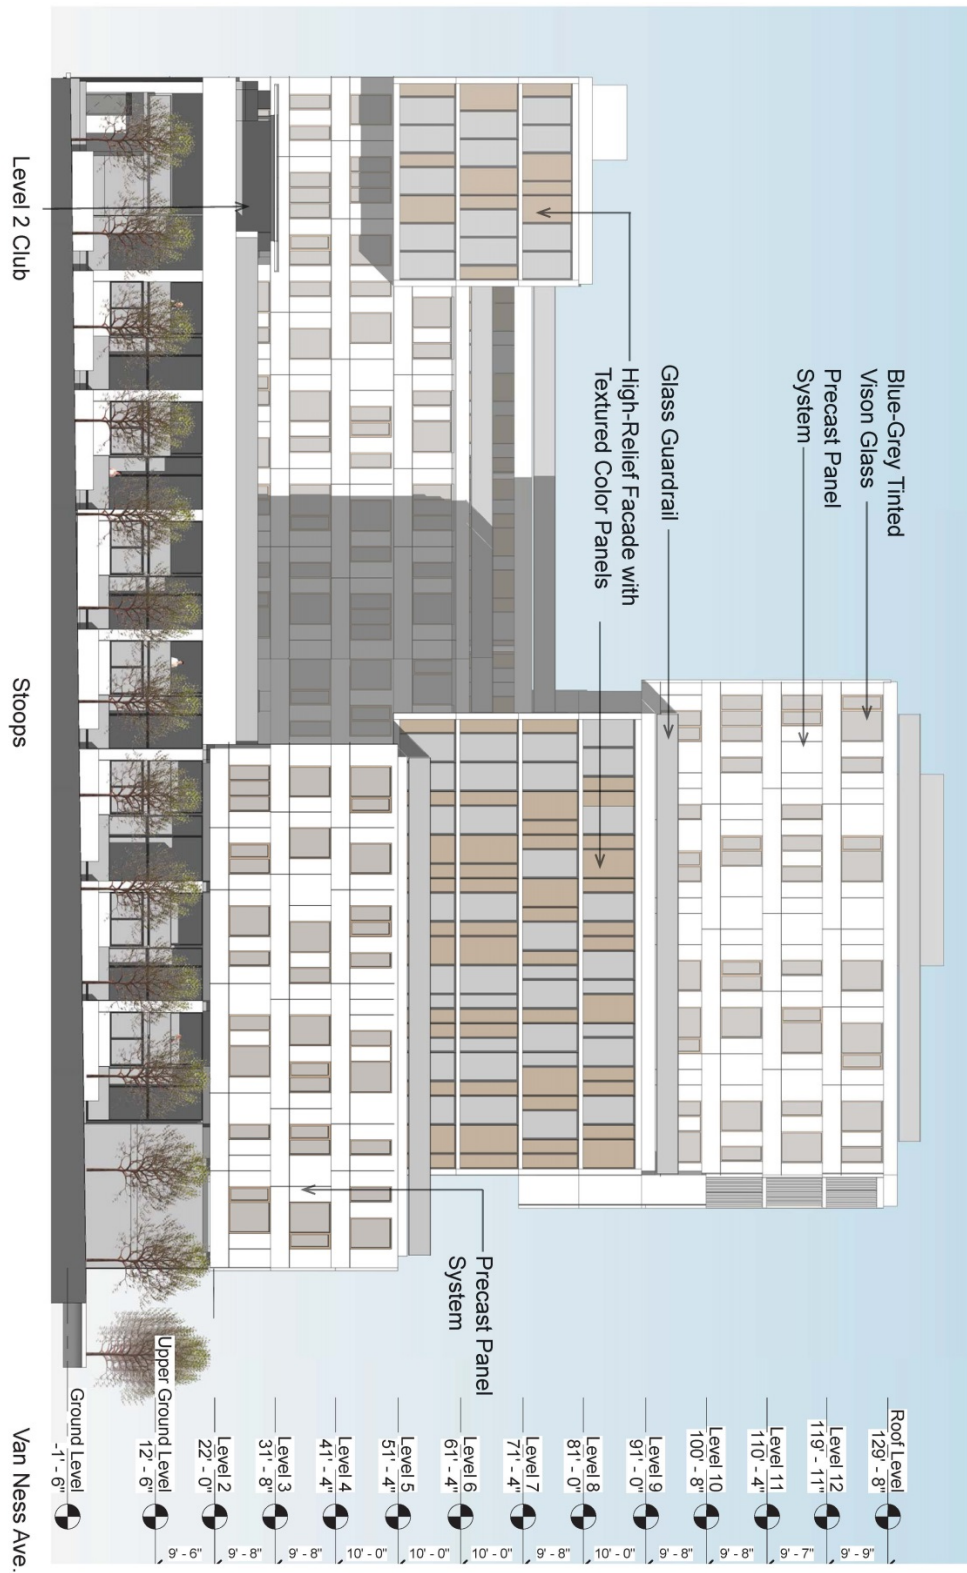 Blue-Grey Tinted
Vison Glass
Precast Panel
System
Glass Guardrail
High-Relief Facade with
Textured Color Panels
Precast Panel
System
Level 2 Club
Stoops
Van Ness Ave.
Roof Level
129' - 8"
Level 12
119' - 11"
Level 11
110' - 4"
Level 10
100' - 8"
Level 9
91' - 0"
Level 8
81' - 0"
Level 7
71' - 4"
Level 6
61' - 4"
Level 5
51' - 4"
Level 4
41' - 4"
Level 3
31' - 8"
Level 2
22' - 0"
Upper Ground Level
12' - 6"
Ground Level
-1' - 6"
9' - 9"
9' - 7"
9' - 8"
9' - 8"
10' - 0"
9' - 8"
10' - 0"
10' - 0"
10' - 0"
9' - 8"
9' - 8"
9' - 6"